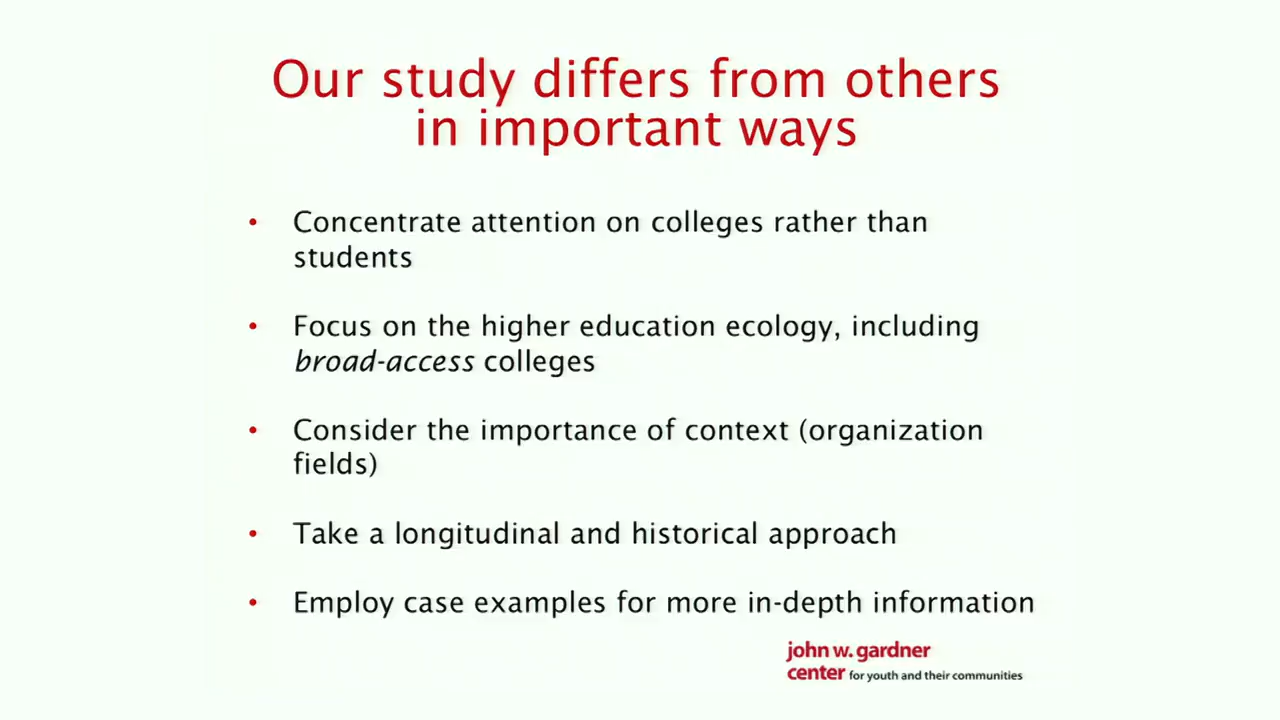 Our study differs from others
in important ways
• Concentrate attention on colleges rather than
students
• Focus on the higher education ecology, including
broad-access colleges
• Consider the importance of context (organization
fields)
• Take a longitudinal and historical approach
• Employ case examples for more in-depth information
john w. gardner
center for youth and their communities